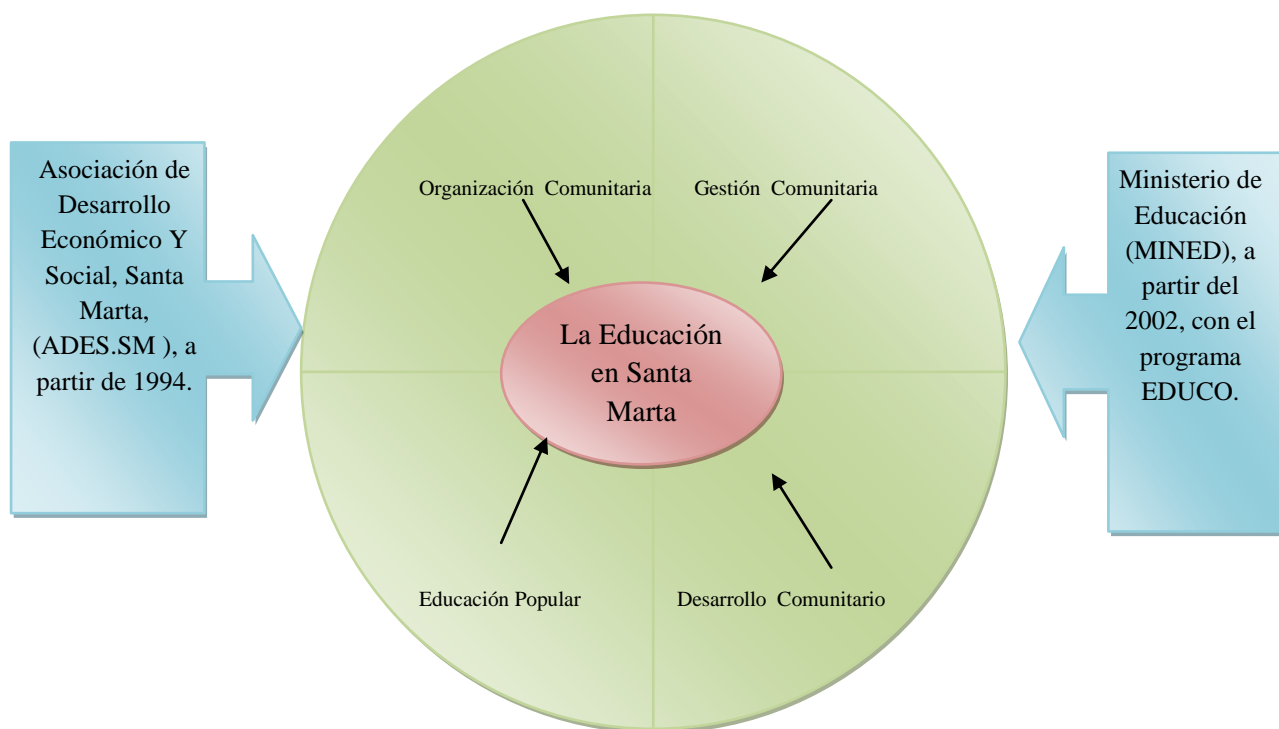 Asociación de
Desarrollo
Económico Y
Social, Santa
Marta,
(ADES.SM ), a
partir de 1994.
Organización Comunitaria
Gestión Comunitaria
La Educación
en Santa
Marta
Educación Popular
Desarrollo Comunitario
Ministerio de
Educación
(MINED), a
partir del
2002, con el
programa
EDUCO.